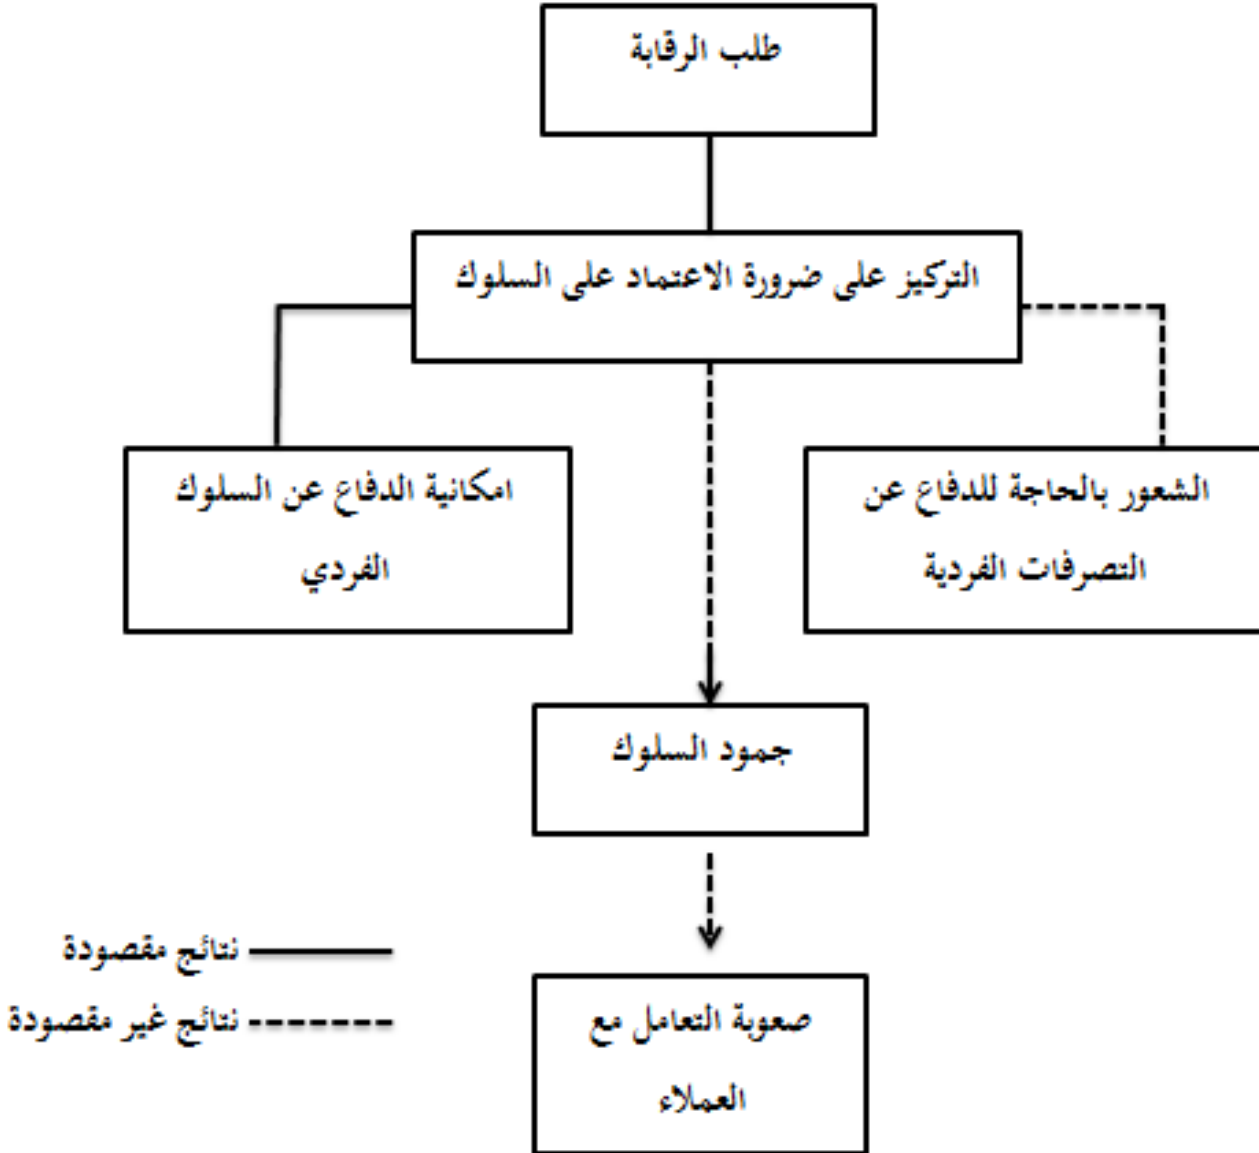 طلب الرقابة
التركيز على ضرورة الاعتماد على السلوك
الشعور بالحاجة للدفاع عن
التصرفات الفردية
امكانية الدفاع عن السلوك
الفردي
جمود السلوك
صعوبة التعامل مع
العملاء
نتائج مقصودة
نتائج غير مقصودة